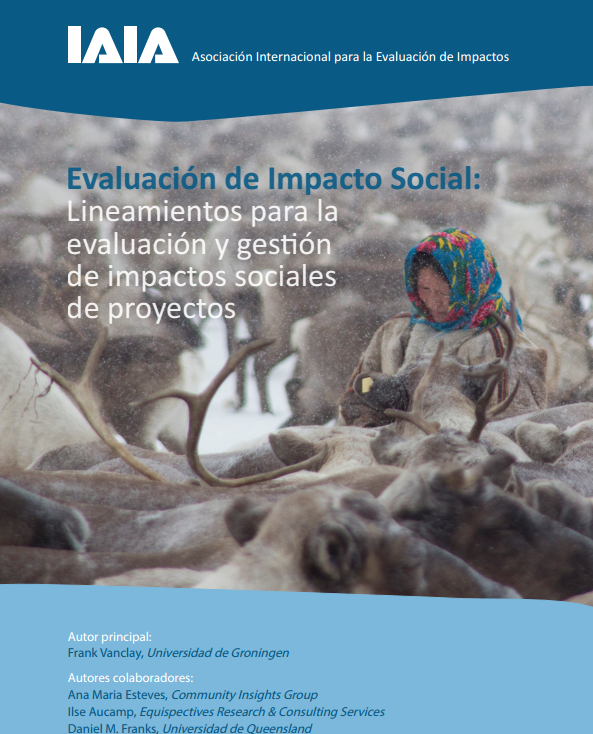 IAIA Asociación Internacional para la Evaluación de Impactos
Evaluación de Impacto Social:
Lineamientos para la
evaluación y gestión
de impactos sociales
de proyectos
Autor principal:
Frank Vanclay, Universidad de Groningen
Autores colaboradores:
Ana Maria Esteves, Community Insights Group
Ilse Aucamp, Equispectives Research & Consulting Services
Daniel M. Franks, Universidad de Queensland